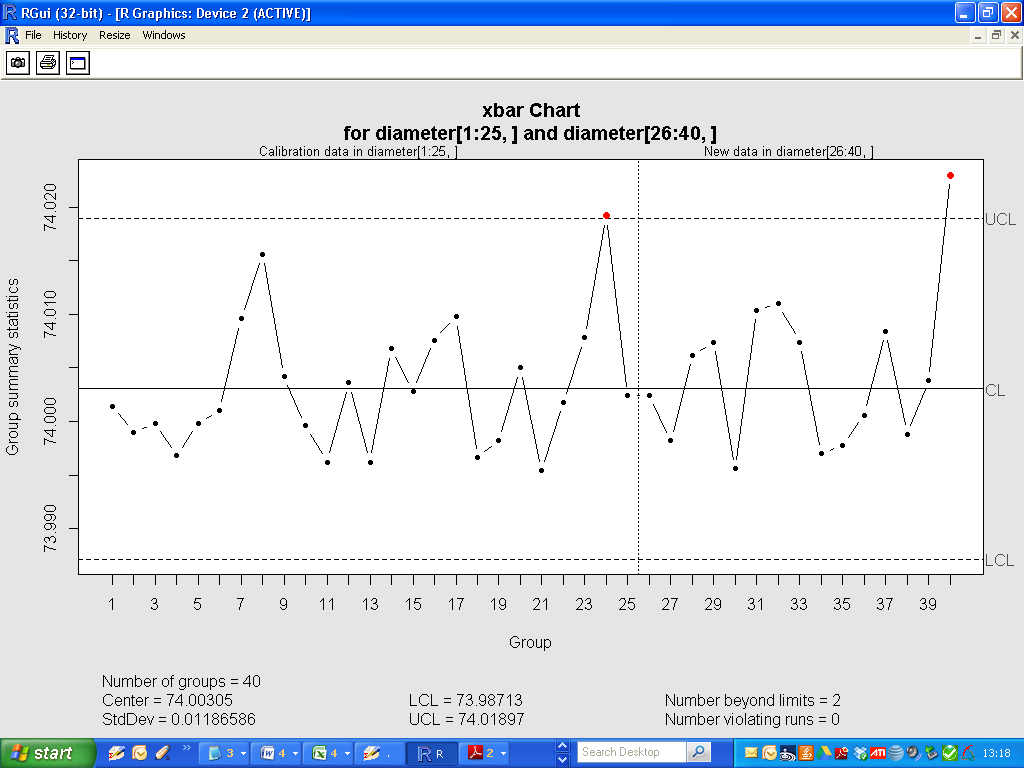 RGui (32-bit) - [R Graphics: Device 2 (ACTIVE)]
File History Resize Windows
xbar Chart
for diameter[1:25, ] and diameter[26:40, ]
Calibration data in diameter[1:25, ]
New data in diameter[26:40, ]
Group summary statistics
74.020
74.010
74.000
73.990
UCL
CL
LCL
1 3 5 7 9 11 13 15 17 19 21 23 25 27 29 31 33 35 37 39
Group
Number of groups = 40
Center = 74.00305
StdDev = 0.01186586
LCL = 73.98713
UCL = 74.01897
Number beyond limits = 2
Number violating runs = 0
start
3
4
4
R
2
Search Desktop
13:18